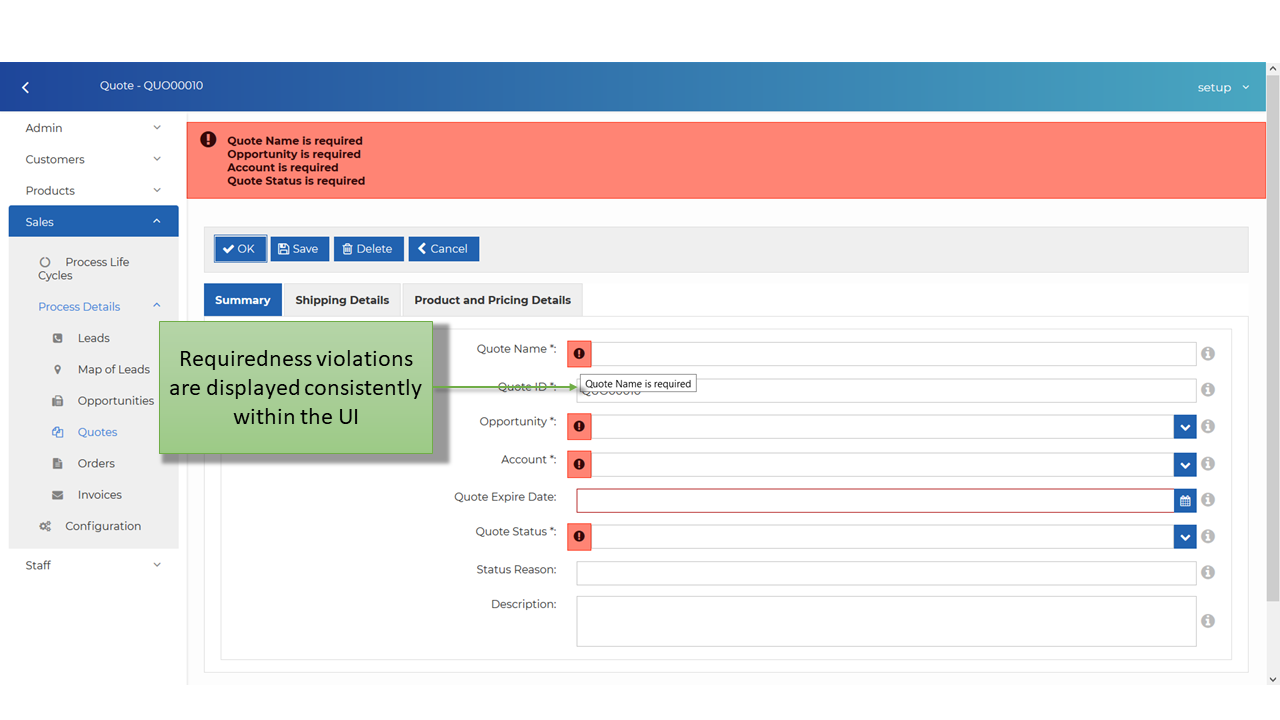 Quote - QUO00010
setup
Admin
Customers
Products
Sales
Process Life
Cycles
Process Details
Leads
Map of Leads
Opportunities
Quotes
Orders
Invoices
Configuration
Staff
Quote Name is required
Opportunity is required
Account is required
Quote Status is required
OK Save Delete Cancel
Summary Shipping Details Product and Pricing Details
Requiredness violations
are displayed consistently
within the UI
Quote Name *:
Quote Name is required
Quote ID *: QUO00010
Opportunity *:
Account *:
Quote Expire Date:
Quote Status *:
Status Reason:
Description: